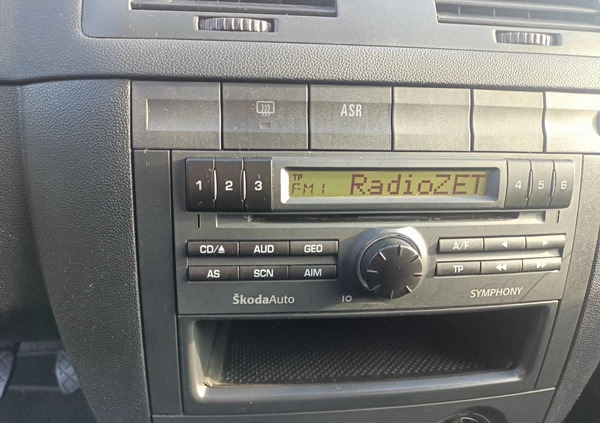 ASR
1 2 3
TP
FM1 RadioZET
4 5 6
CD/⏏ AUD GEO
AS SCN AIM
A/F ◄ ►
TP ◄◄ ►►
ŠkodaAuto
IO
SYMPHONY